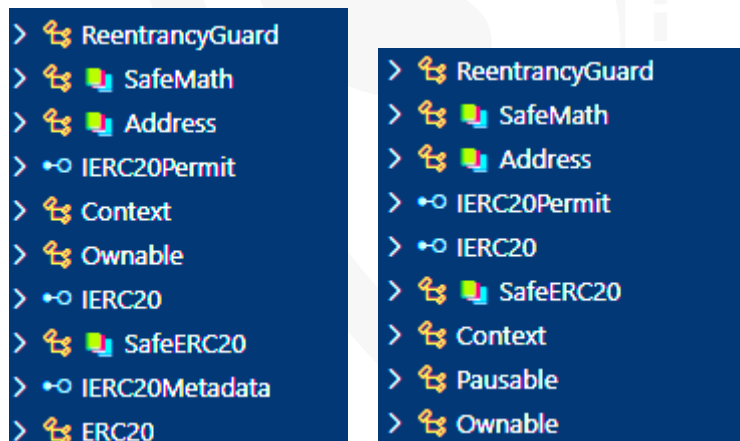 ReentrancyGuard
SafeMath
Address
IERC20Permit
Context
Ownable
IERC20
SafeERC20
IERC20Metadata
ERC20
ReentrancyGuard
SafeMath
Address
IERC20Permit
IERC20
SafeERC20
Context
Pausable
Ownable